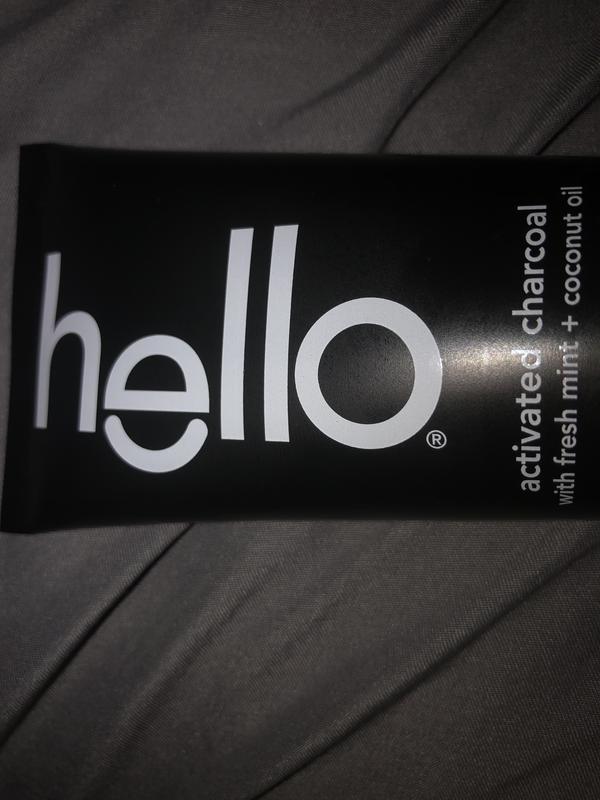 hello®
activated charcoal
with fresh mint + coconut oil